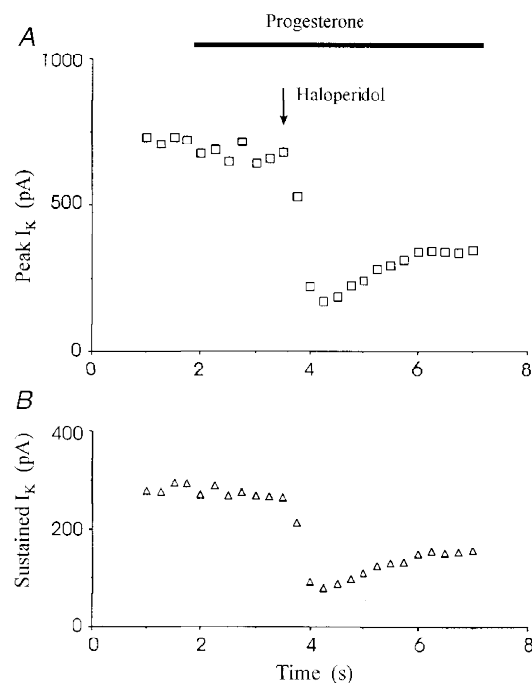 Progesterone
A
1000
Haloperidol
Peak I_K (pA)
500
0
0 2 4 6 8
B
400
Sustained I_K (pA)
200
0
0 2 4 6 8
Time (s)